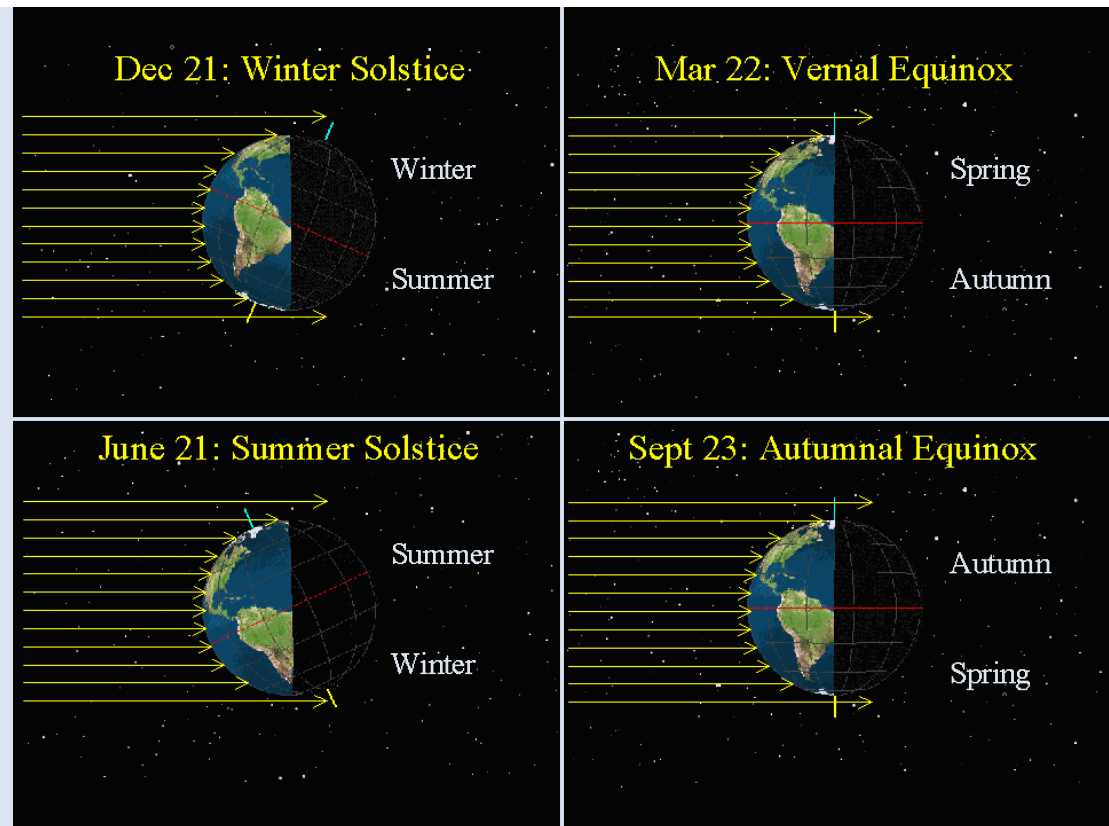 Dec 21: Winter Solstice
Winter
Summer
Mar 22: Vernal Equinox
Spring
Autumn
June 21: Summer Solstice
Summer
Winter
Sept 23: Autumnal Equinox
Autumn
Spring